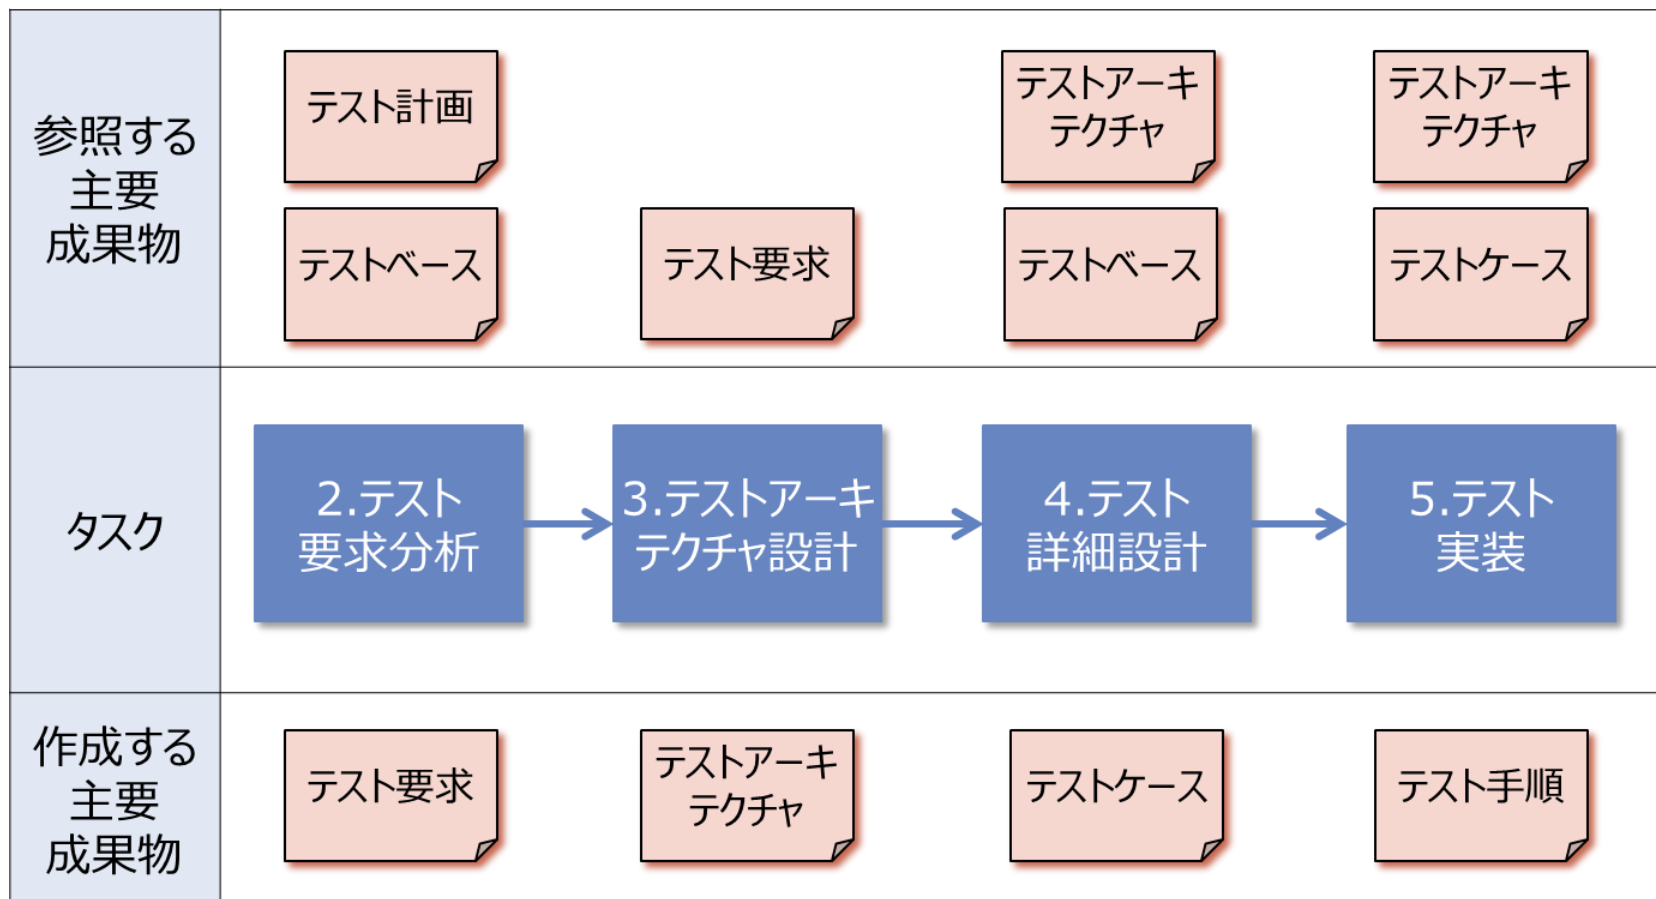 参照する
主要
成果物
テスト計画
テストアーキ
テクチャ
テストアーキ
テクチャ
テストベース
テスト要求
テストベース
テストケース
タスク
2.テスト
要求分析
3.テストアーキ
テクチャ設計
4.テスト
詳細設計
5.テスト
実装
作成する
主要
成果物
テスト要求
テストアーキ
テクチャ
テストケース
テスト手順